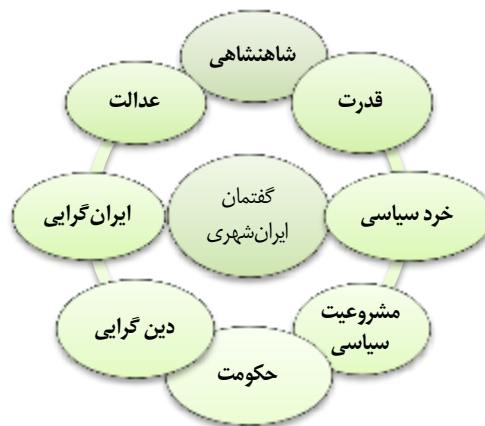 شاهنشاهی
قدرت
عدالت
خرد سیاسی
گفتمان
ایران‌شهری
ایران‌گرایی
مشروعیت
سیاسی
دین گرایی
حکومت